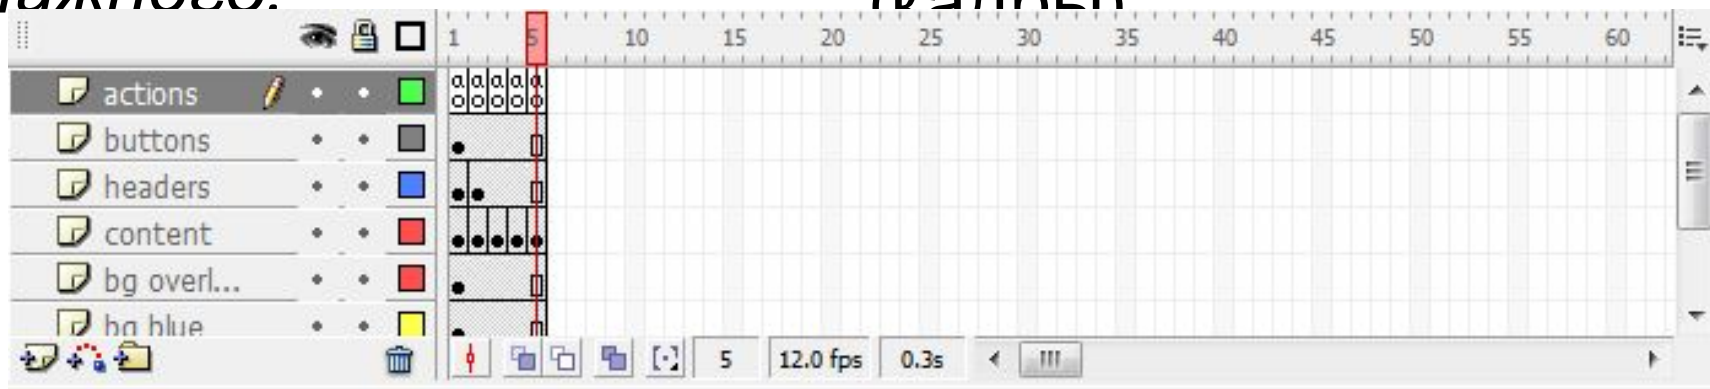 1 5 10 15 20 25 30 35 40 45 50 55 60
actions a a a a a
buttons
headers
content
bg overl...
bg blue
5 12.0 fps 0.3s